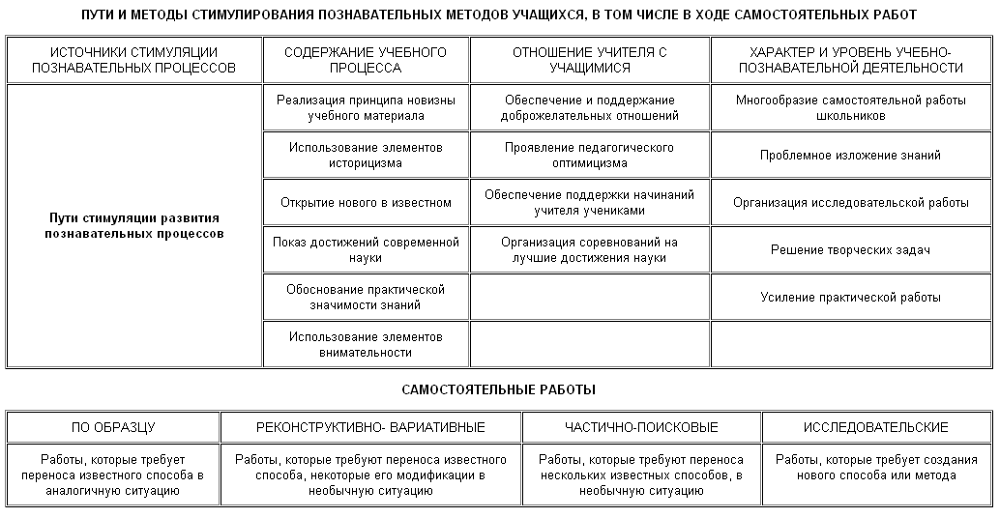 ПУТИ И МЕТОДЫ СТИМУЛИРОВАНИЯ ПОЗНАВАТЕЛЬНЫХ МЕТОДОВ УЧАЩИХСЯ, В ТОМ ЧИСЛЕ В ХОДЕ САМОСТОЯТЕЛЬНЫХ РАБОТ
ИСТОЧНИКИ СТИМУЛЯЦИИ
ПОЗНАВАТЕЛЬНЫХ ПРОЦЕССОВ
СОДЕРЖАНИЕ УЧЕБНОГО
ПРОЦЕССА
ОТНОШЕНИЕ УЧИТЕЛЯ С
УЧАЩИМИСЯ
ХАРАКТЕР И УРОВЕНЬ УЧЕБНО-
ПОЗНАВАТЕЛЬНОЙ ДЕЯТЕЛЬНОСТИ
Пути стимуляции развития
познавательных процессов
Реализация принципа новизны
учебного материала
Обеспечение и поддержание
доброжелательных отношений
Многообразие самостоятельной работы
школьников
Использование элементов
историцизма
Проявление педагогического
оптимицизма
Проблемное изложение знаний
Открытие нового в известном
Обеспечение поддержки начинаний
учителя учениками
Организация исследовательской работы
Показ достижений современной
науки
Организация соревнований на
лучшие достижения науки
Решение творческих задач
Обоснование практической
значимости знаний
Усиление практической работы
Использование элементов
внимательности
САМОСТОЯТЕЛЬНЫЕ РАБОТЫ
ПО ОБРАЗЦУ
РЕКОНСТРУКТИВНО- ВАРИАТИВНЫЕ
ЧАСТИЧНО-ПОИСКОВЫЕ
ИССЛЕДОВАТЕЛЬСКИЕ
Работы, которые требует
переноса известного способа в
аналогичную ситуацию
Работы, которые требуют переноса известного
способа, некоторые его модификации в
необычную ситуацию
Работы, которые требуют переноса
нескольких известных способов, в
необычную ситуацию
Работы, которые требует создания
нового способа или метода